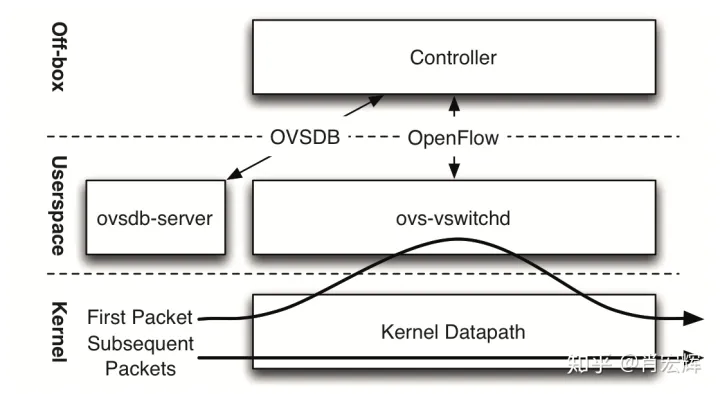 Off-box
Controller
OVSDB
OpenFlow
Userspace
ovsdb-server
ovs-vswitchd
Kernel
First Packet
Subsequent
Packets
Kernel Datapath
知乎 @肖宏辉